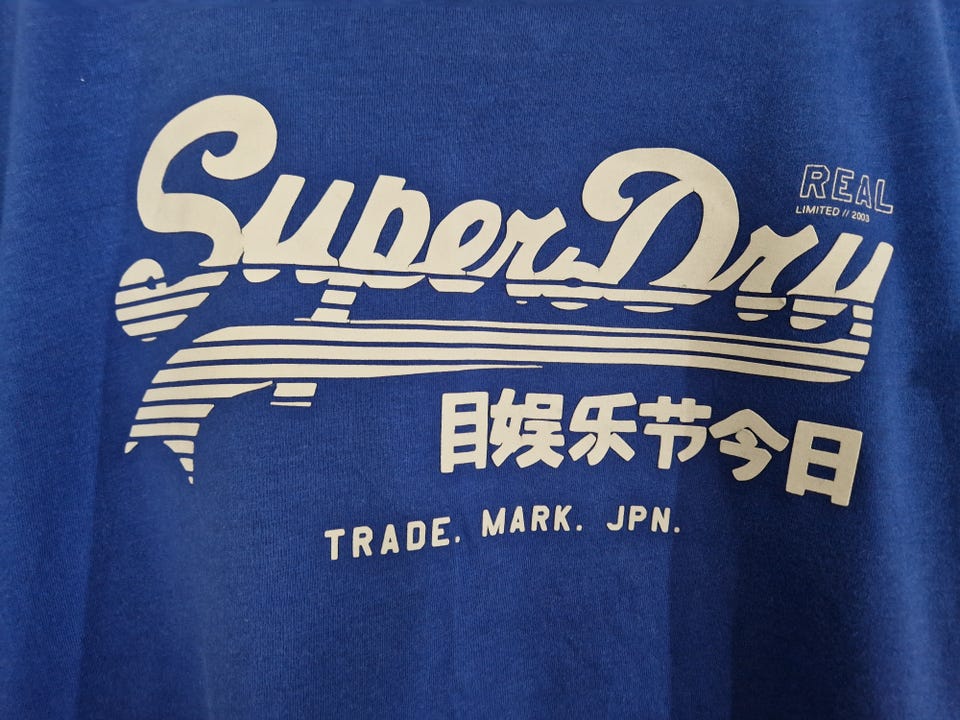 SuperDry
REAL
LIMITED // 2003
目娱乐节今日
TRADE. MARK. JPN.